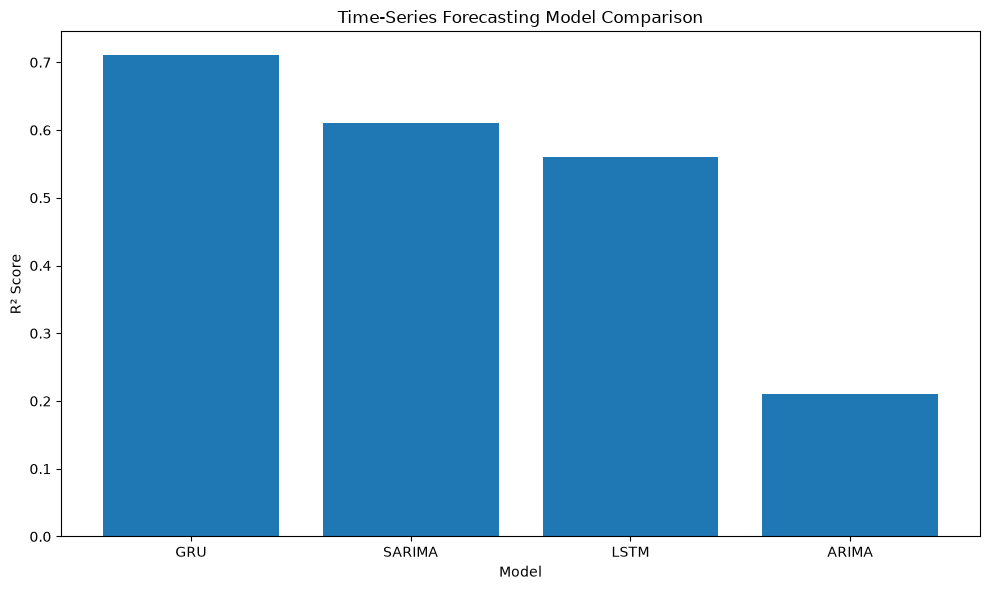 Time-Series Forecasting Model Comparison
R² Score
0.7
0.6
0.5
0.4
0.3
0.2
0.1
0.0
GRU SARIMA LSTM ARIMA
Model